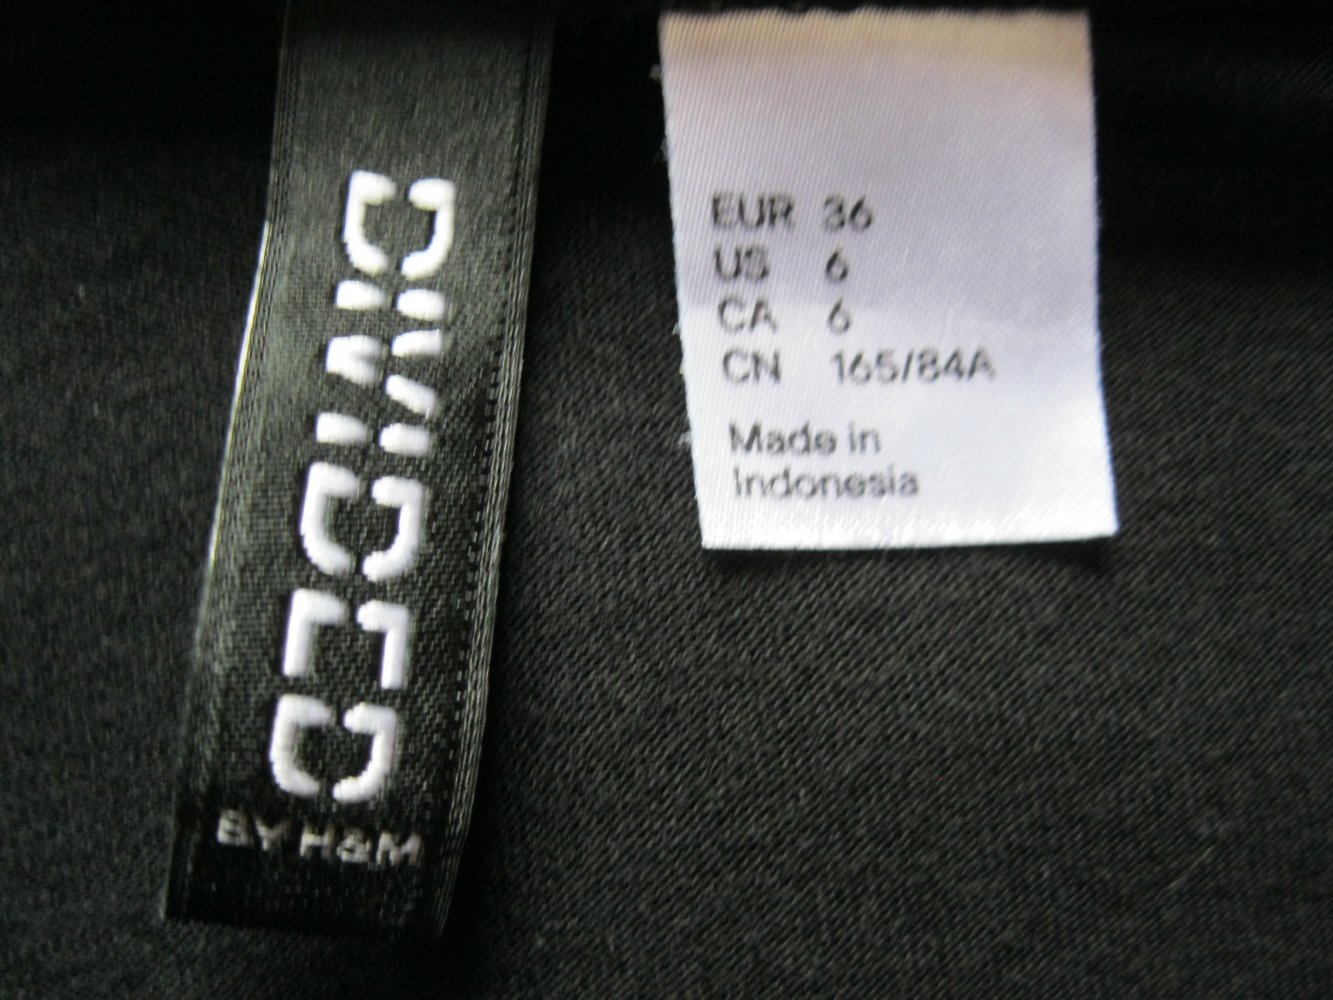 DIVIDED
BY H&M
EUR 36
US 6
CA 6
CN 165/84A
Made in
Indonesia